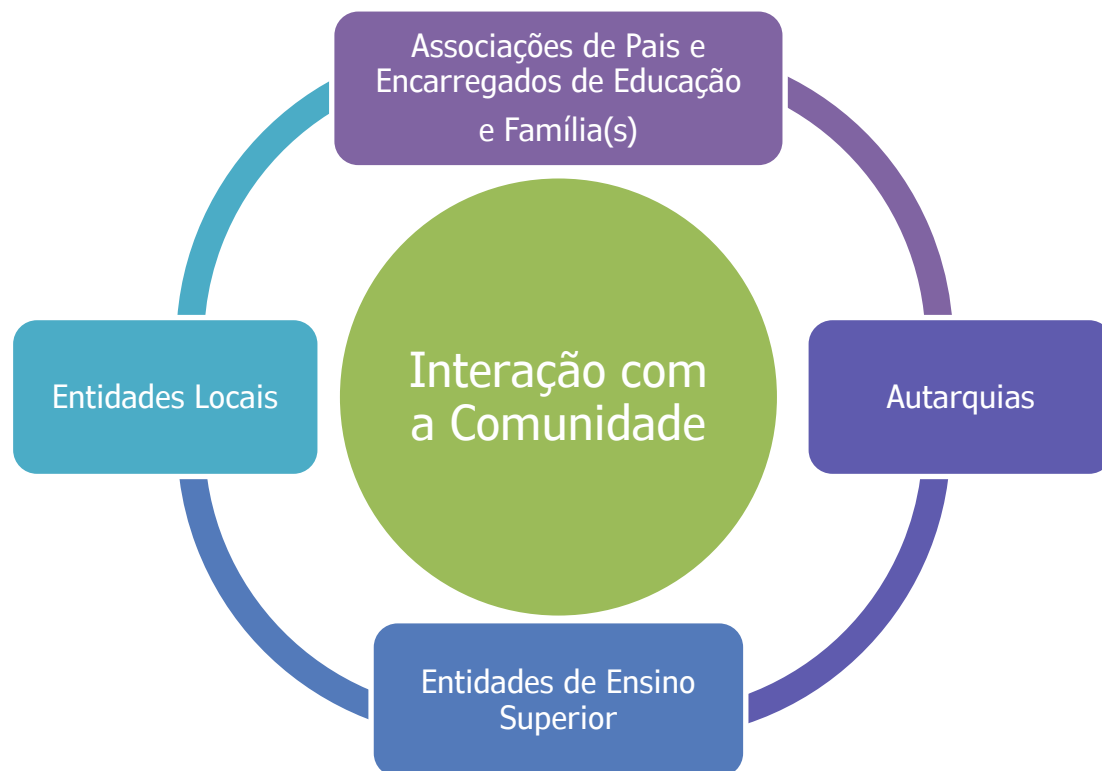 Associações de Pais e
Encarregados de Educação
e Família(s)
Interação com
a Comunidade
Entidades Locais
Autarquias
Entidades de Ensino
Superior